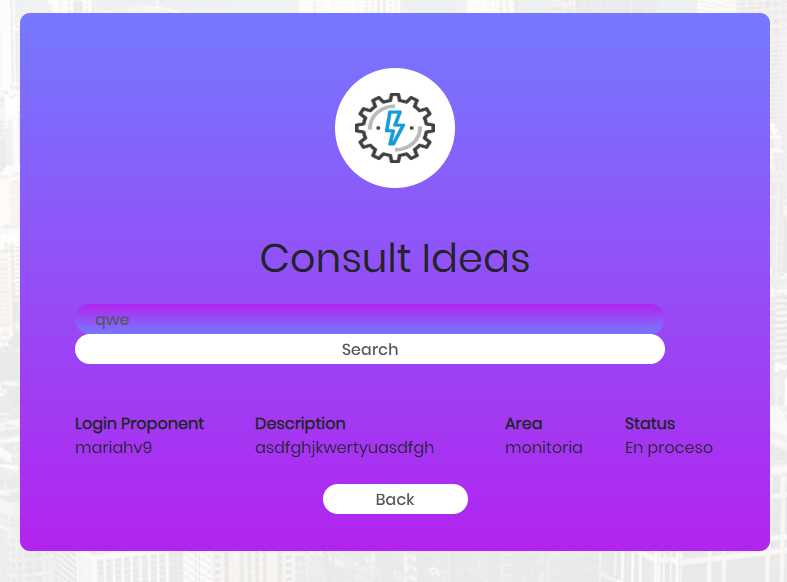 Consult Ideas
qwe
Search
Login Proponent Description Area Status
mariahv9 asdfghjkwertyuasdfgh monitoria En proceso
Back